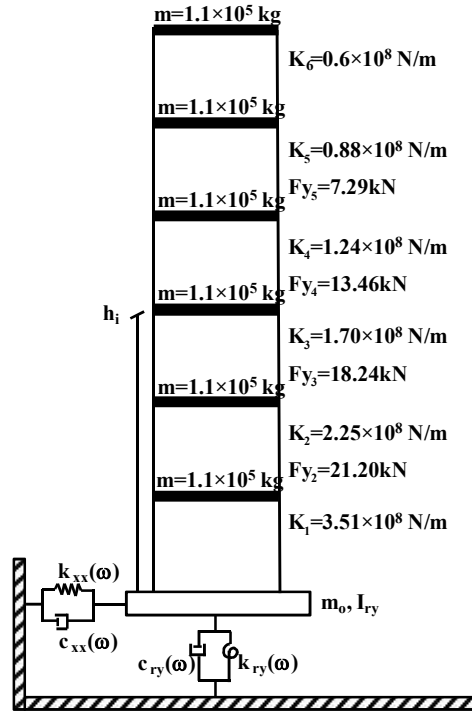 m=1.1×10⁵ kg
K₆=0.6×10⁸ N/m
m=1.1×10⁵ kg
K₅=0.88×10⁸ N/m
Fy₅=7.29kN
m=1.1×10⁵ kg
K₄=1.24×10⁸ N/m
Fy₄=13.46kN
m=1.1×10⁵ kg
hᵢ
K₃=1.70×10⁸ N/m
Fy₃=18.24kN
m=1.1×10⁵ kg
K₂=2.25×10⁸ N/m
Fy₂=21.20kN
m=1.1×10⁵ kg
K₁=3.51×10⁸ N/m
kₓₓ(ω)
mₒ, I_ry
cₓₓ(ω)
c_ry(ω) k_ry(ω)